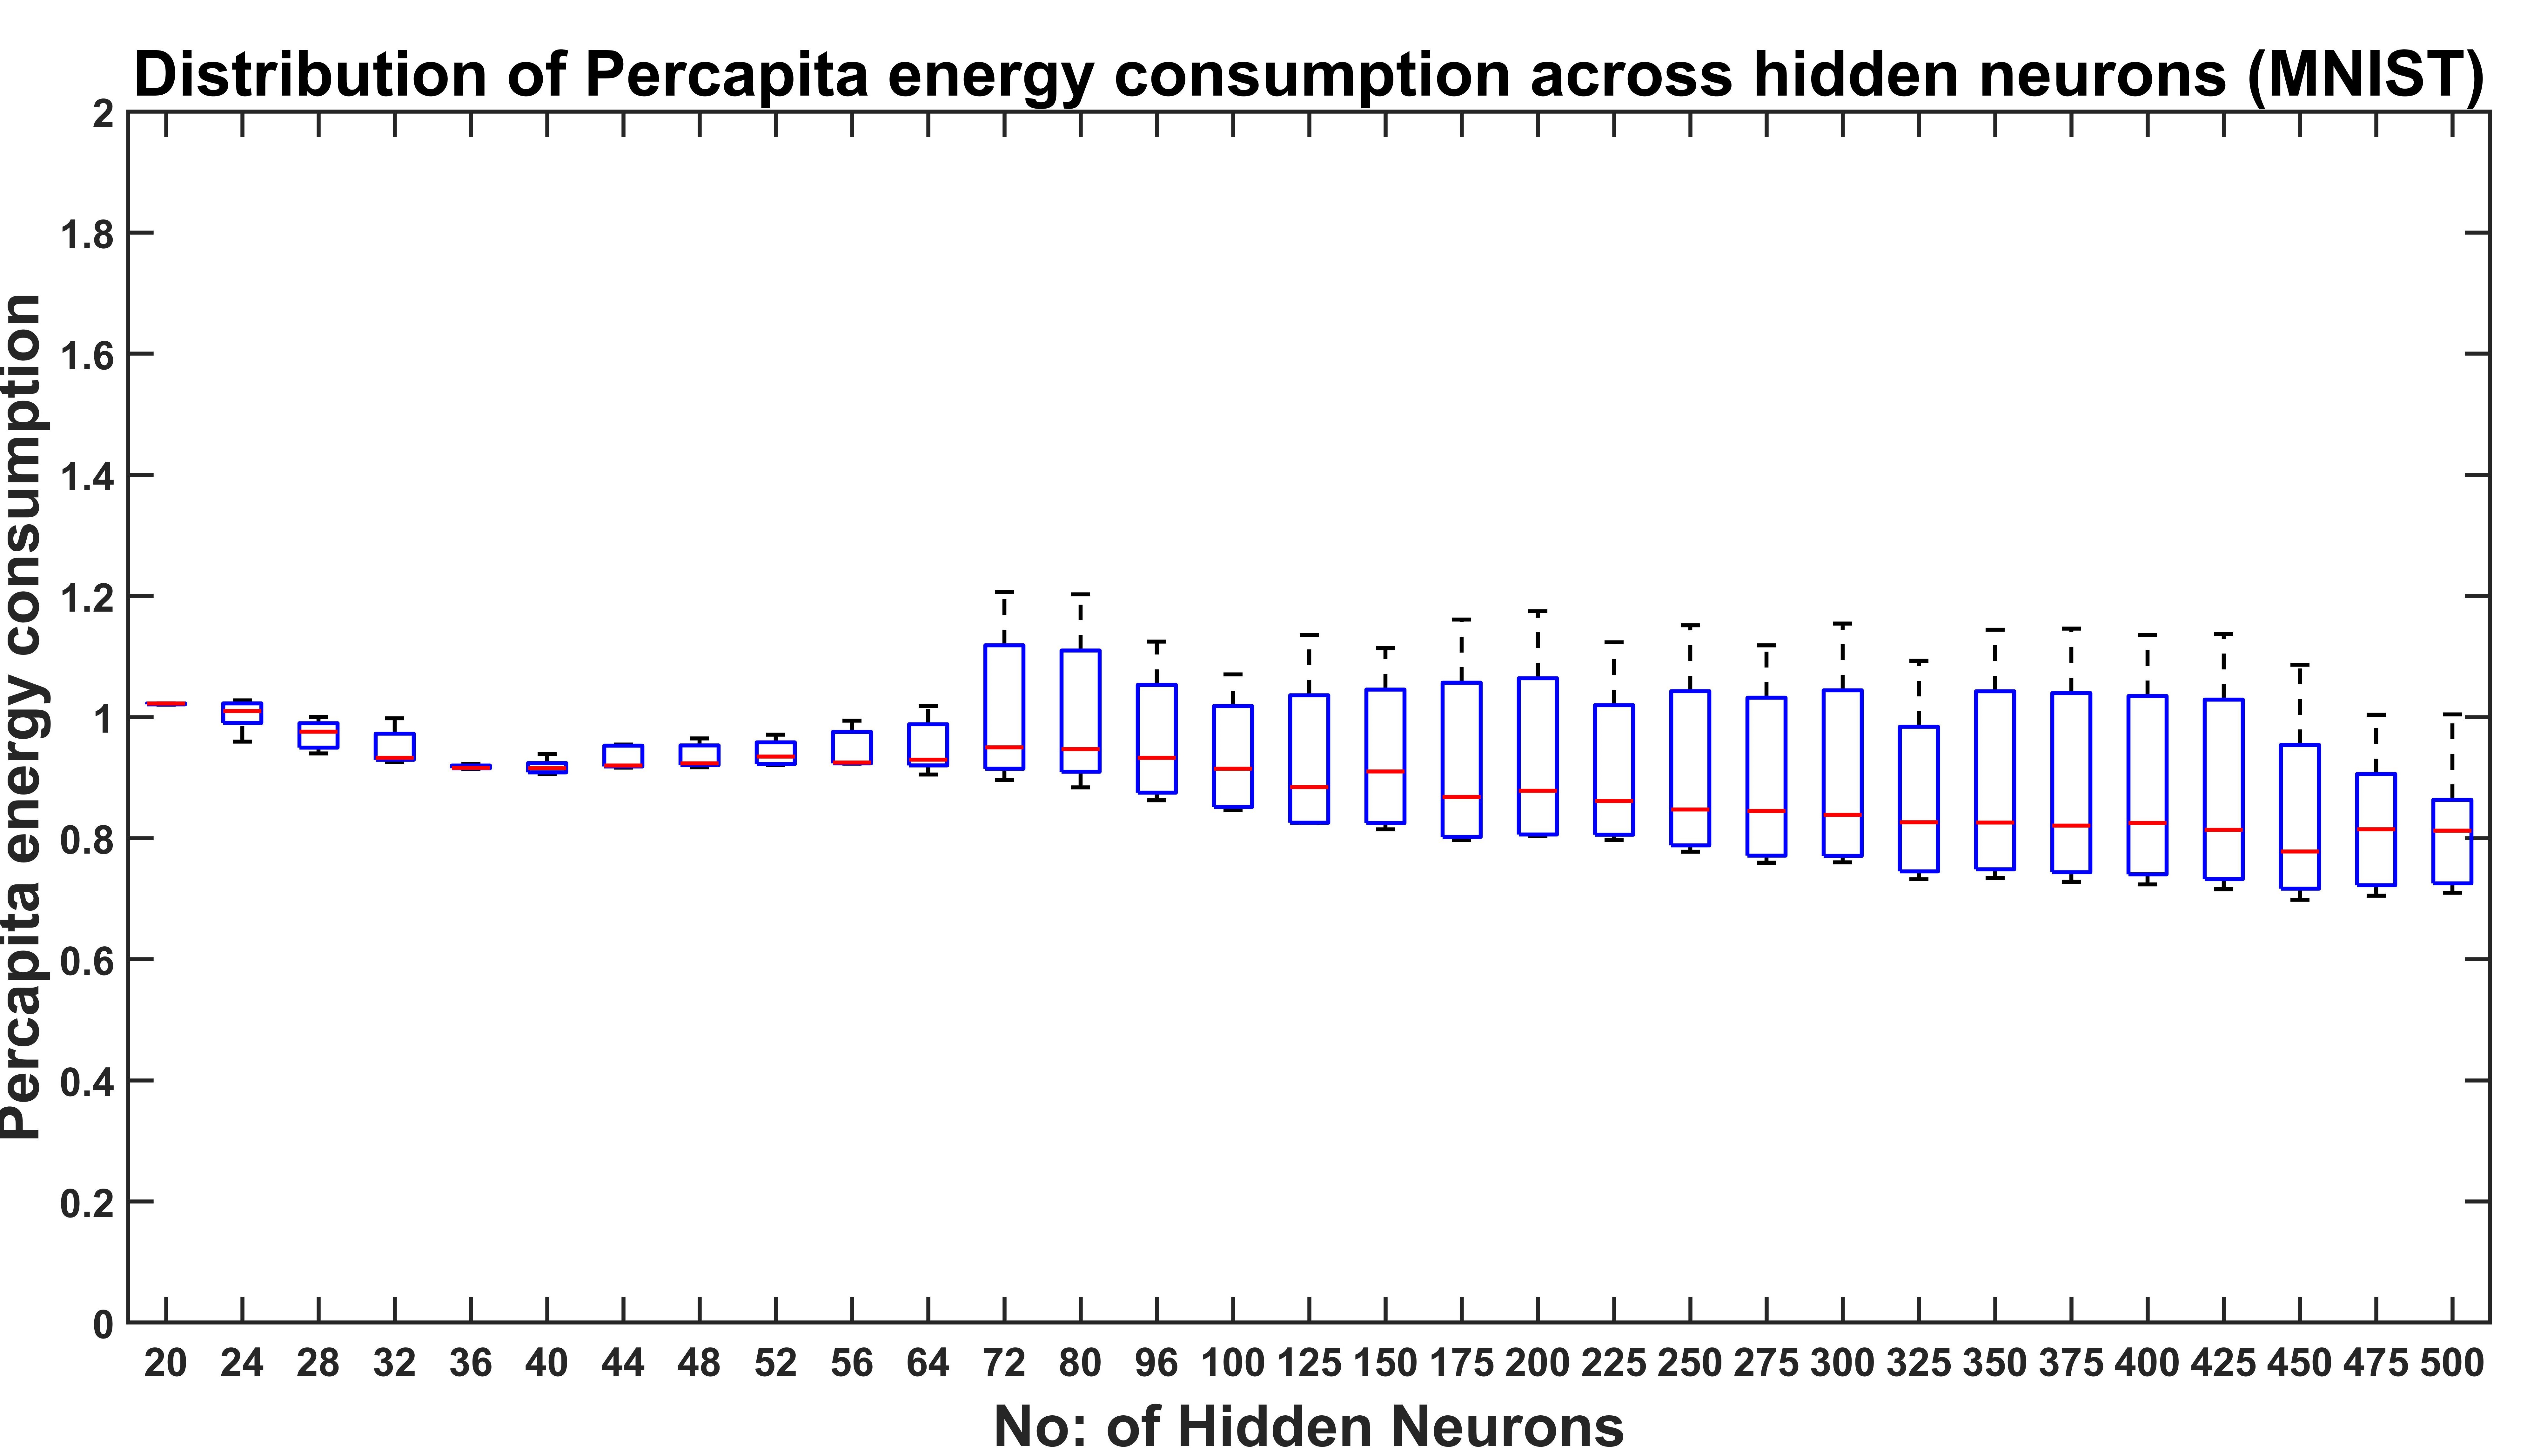 Distribution of Percapita energy consumption across hidden neurons (MNIST)
Percapita energy consumption
2
1.8
1.6
1.4
1.2
1
0.8
0.6
0.4
0.2
0
20 24 28 32 36 40 44 48 52 56 64 72 80 96 100 125 150 175 200 225 250 275 300 325 350 375 400 425 450 475 500
No: of Hidden Neurons